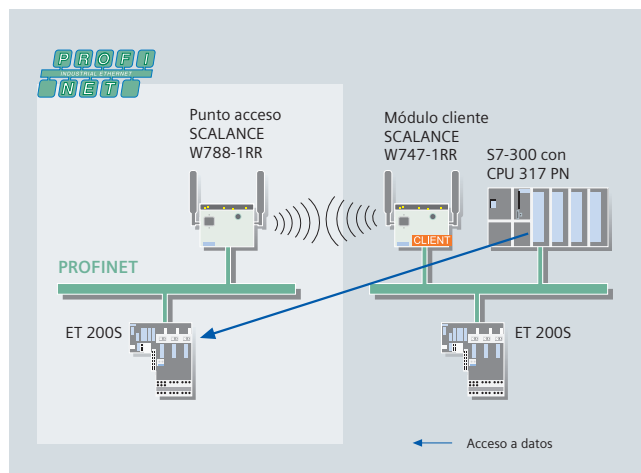 PROFI
INDUSTRIAL ETHERNET
NET
Punto acceso
SCALANCE
W788-1RR
Módulo cliente
SCALANCE
W747-1RR
S7-300 con
CPU 317 PN
CLIENT
PROFINET
ET 200S
ET 200S
Acceso a datos